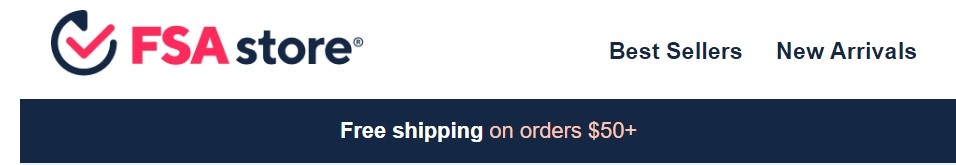 FSA store®
Best Sellers New Arrivals
Free shipping on orders $50+